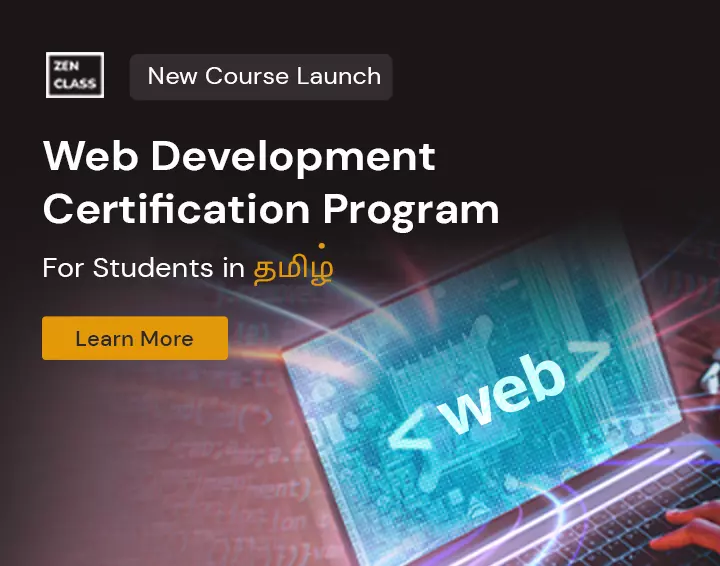 ZEN
CLASS
New Course Launch
Web Development
Certification Program
For Students in தமிழ்
Learn More
<web>